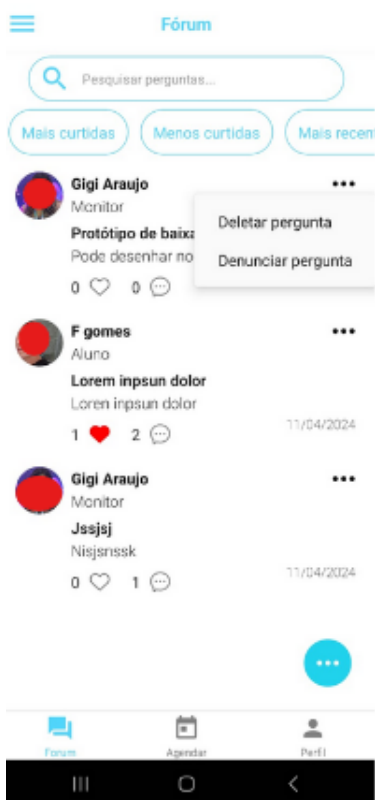 Fórum
Pesquisar perguntas...
Mais curtidas
Menos curtidas
Mais recen
Gigi Araujo
Monitor
Protótipo de baixa
Pode desenhar no
Deletar pergunta
Denunciar pergunta
0 0
F gomes
Aluno
Lorem inpsun dolor
Loren inpsun dolor
1 2
11/04/2024
Gigi Araujo
Monitor
Jssjsj
Nisjsnssk
0 1
11/04/2024
Forum
Agendar
Perfil